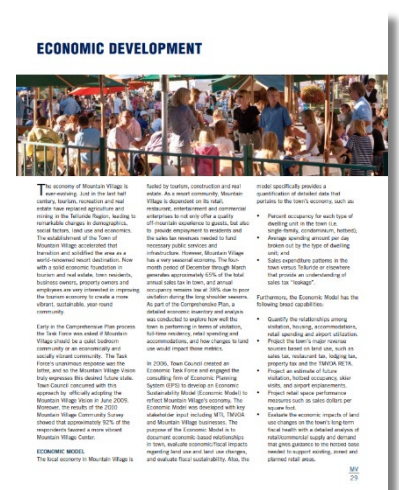 ECONOMIC DEVELOPMENT
The economy of Mountain Village is
ever-evolving. Just in the last half
century, tourism, recreation and real
estate have replaced agriculture and
mining in the Telluride Region, leading to
remarkable changes in demographics,
social factors, land use and economics.
The establishment of the Town of
Mountain Village accelerated that
transition and solidified the area as a
world-renowned resort destination. Now
with a solid economic foundation in
tourism and real estate, town residents,
business owners, property owners and
employees are very interested in improving
the tourism economy to create a more
vibrant, sustainable, year-round
community.
Early in the Comprehensive Plan process
the Task Force was asked if Mountain
Village should be a quiet bedroom
community or an economically and
socially vibrant community. The Task
Force's unanimous response was the
latter, and so the Mountain Village Vision
truly expresses this desired future state.
Town Council concurred with this
approach by officially adopting the
Mountain Village Vision in June 2009.
Moreover, the results of the 2010
Mountain Village Community Survey
showed that approximately 92% of the
respondents favored a more vibrant
Mountain Village Center.
ECONOMIC MODEL
The local economy in Mountain Village is
fueled by tourism, construction and real
estate. As a resort community, Mountain
Village is dependent on its retail,
restaurant, entertainment and commercial
enterprises to not only offer a quality
off-mountain experience to guests, but also
to provide employment to residents and
the sales tax revenues needed to fund
necessary public services and
infrastructure. However, Mountain Village
has a very seasonal economy. The four-
month period of December through March
generates approximately 65% of the total
annual sales tax in town, and annual
occupancy remains low at 38% due to poor
visitation during the long shoulder seasons.
As part of the Comprehensive Plan, a
detailed economic inventory and analysis
was conducted to explore how well the
town is performing in terms of visitation,
full-time residency, retail spending and
accommodations, and how changes to land
use would impact these metrics.
In 2006, Town Council created an
Economic Task Force and engaged the
consulting firm of Economic Planning
System (EPS) to develop an Economic
Sustainability Model (Economic Model) to
reflect Mountain Village's economy. The
Economic Model was developed with key
stakeholder input including MTI, TMVOA
and Mountain Village businesses. The
purpose of the Economic Model is to
document economic-based relationships
in town, evaluate economic/fiscal impacts
regarding land use and land use changes,
and evaluate fiscal sustainability. Also, the
model specifically provides a
quantification of detailed data that
pertains to the town's economy, such as:
• Percent occupancy for each type of
dwelling unit in the town (i.e.
single-family, condominium, hotbed);
• Average spending amount per day
broken out by the type of dwelling
unit; and
• Sales expenditure patterns in the
town versus Telluride or elsewhere
that provide an understanding of
sales tax "leakage".
Furthermore, the Economic Model has the
following broad capabilities:
• Quantify the relationships among
visitation, housing, accommodations,
retail spending and airport utilization.
• Project the town's major revenue
sources based on land use, such as
sales tax, restaurant tax, lodging tax,
property tax and the TMVOA RETA.
• Project an estimate of future
visitation, hotbed occupancy, skier
visits, and airport enplanements.
• Project retail space performance
measures such as sales dollars per
square foot.
• Evaluate the economic impacts of land
use changes on the town's long-term
fiscal health with a detailed analysis of
retail/commercial supply and demand
that gives guidance to the hotbed base
needed to support existing, zoned and
planned retail areas.
MV
29